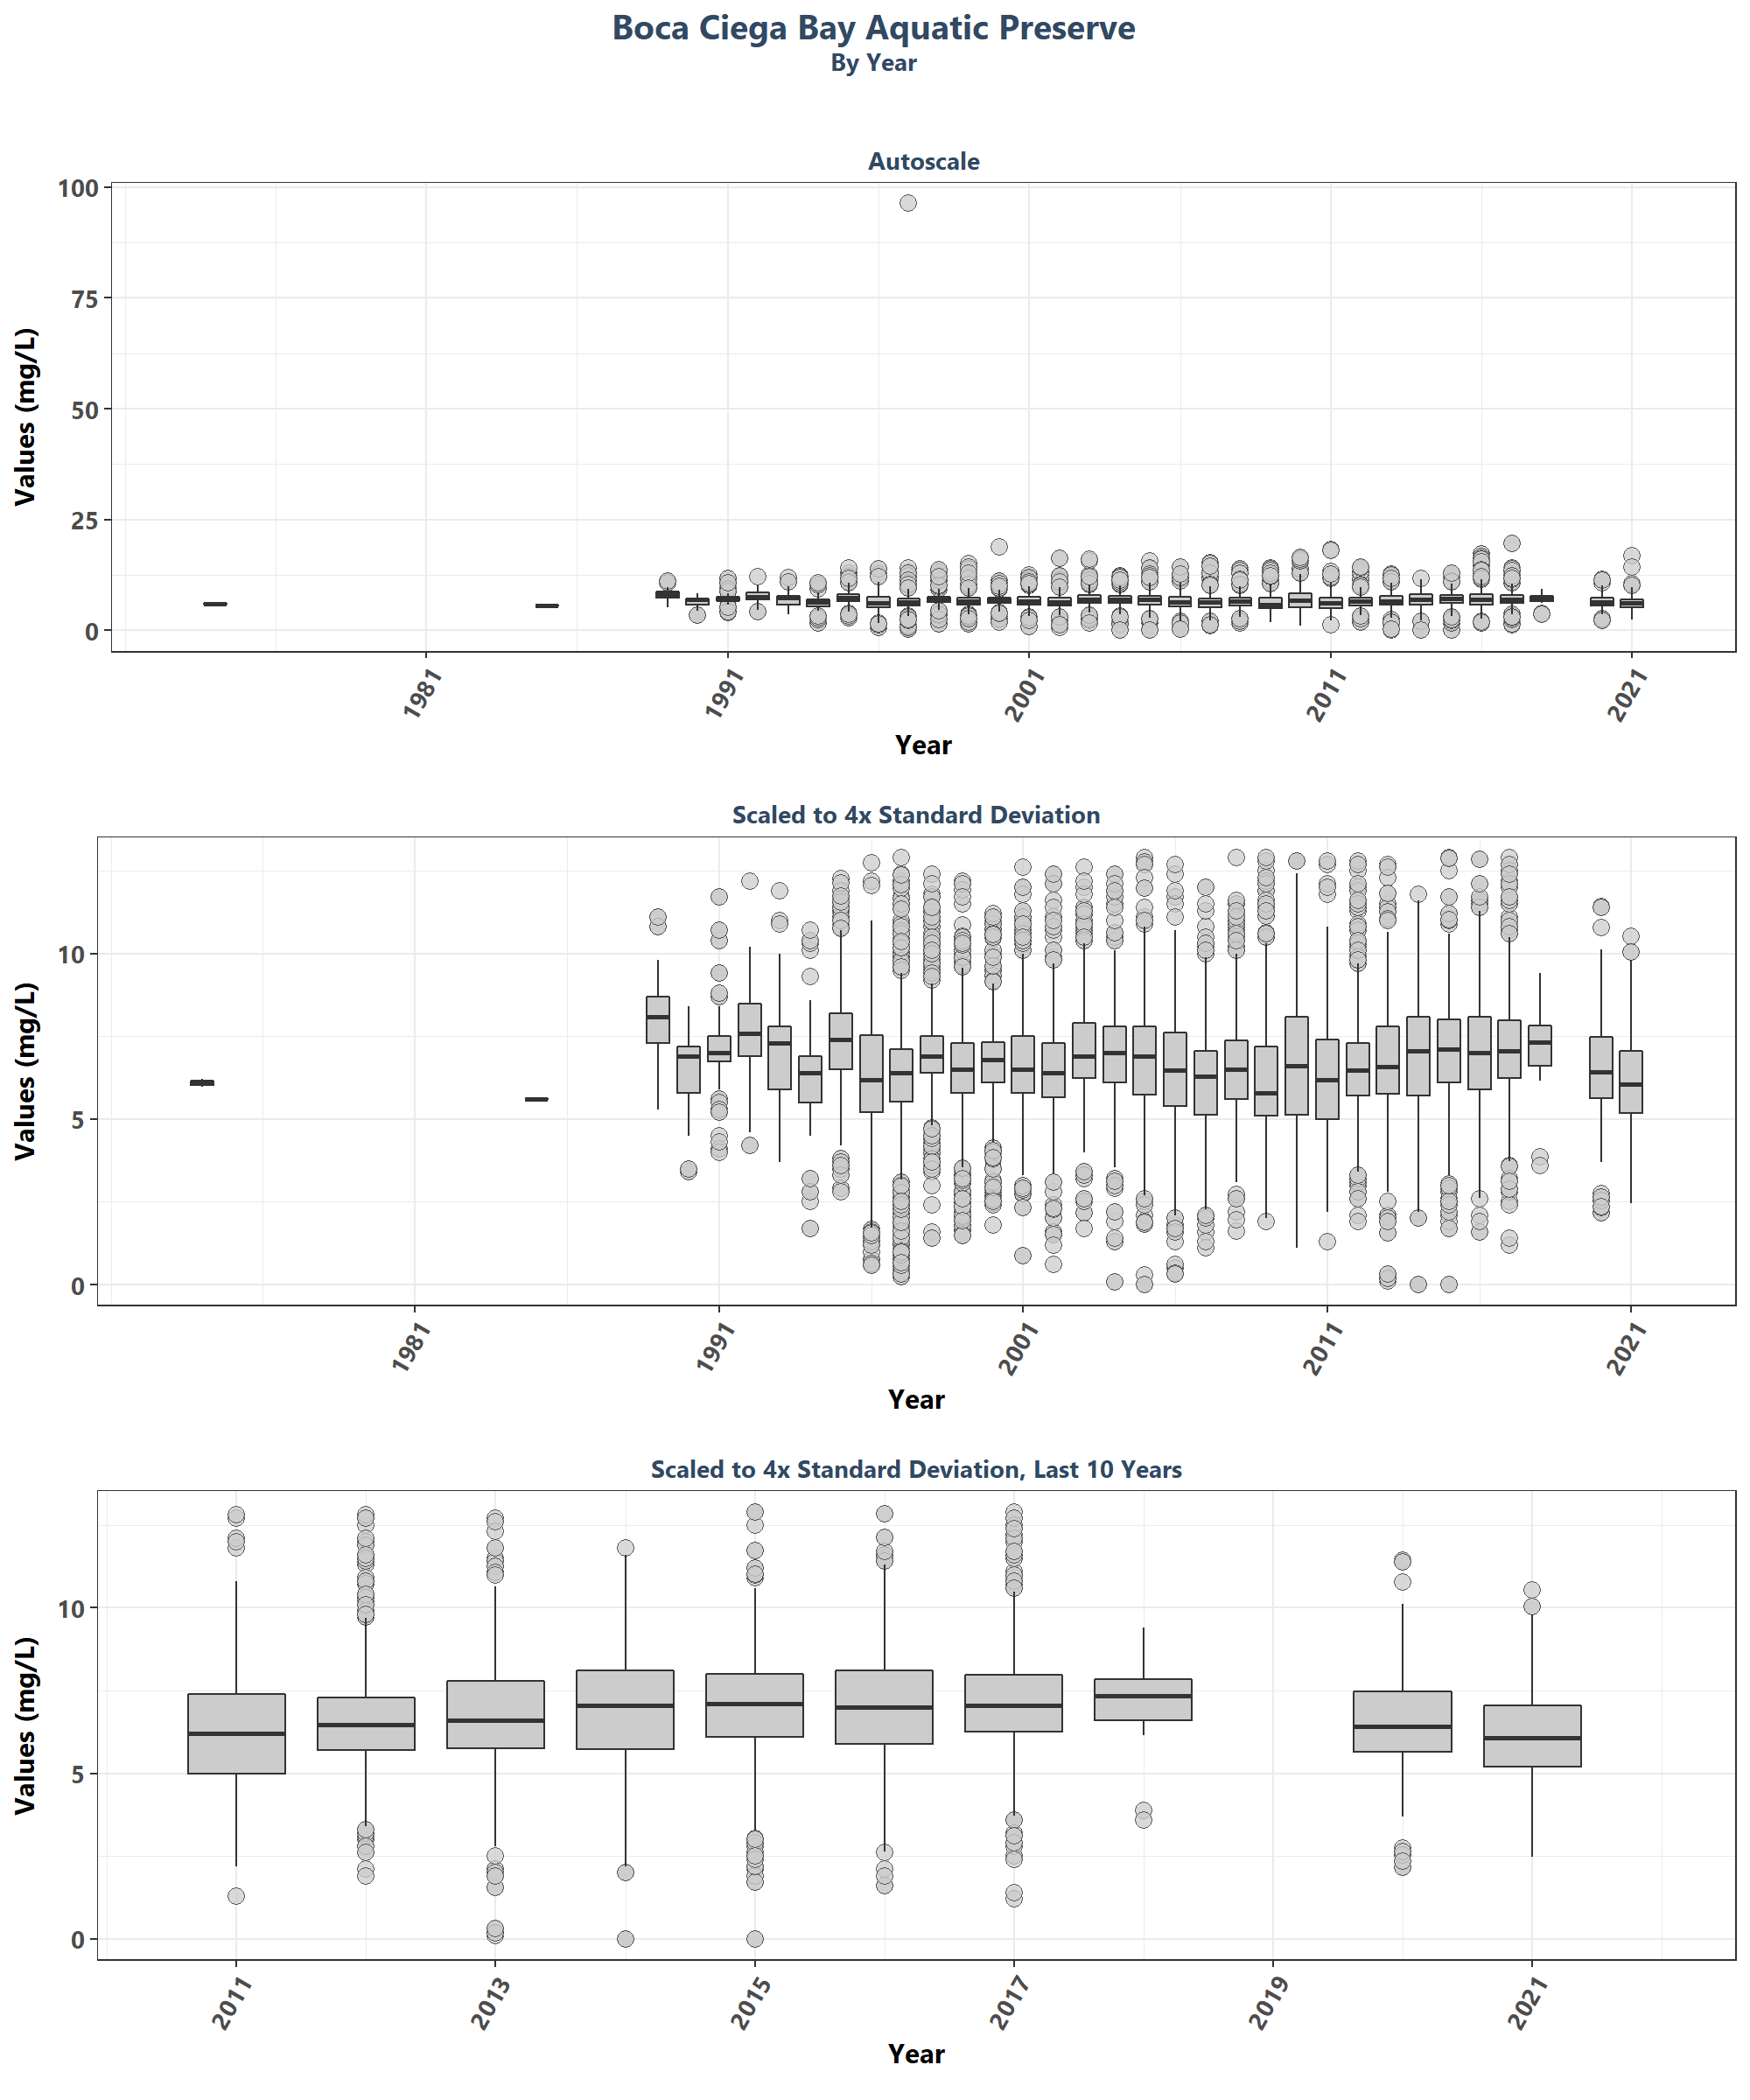 Boca Ciega Bay Aquatic Preserve
By Year
Autoscale
100
75
50
25
0
Values (mg/L)
1981 1991 2001 2011 2021
Year
Scaled to 4x Standard Deviation
10
5
0
Values (mg/L)
1981 1991 2001 2011 2021
Year
Scaled to 4x Standard Deviation, Last 10 Years
10
5
0
Values (mg/L)
2011 2013 2015 2017 2019 2021
Year